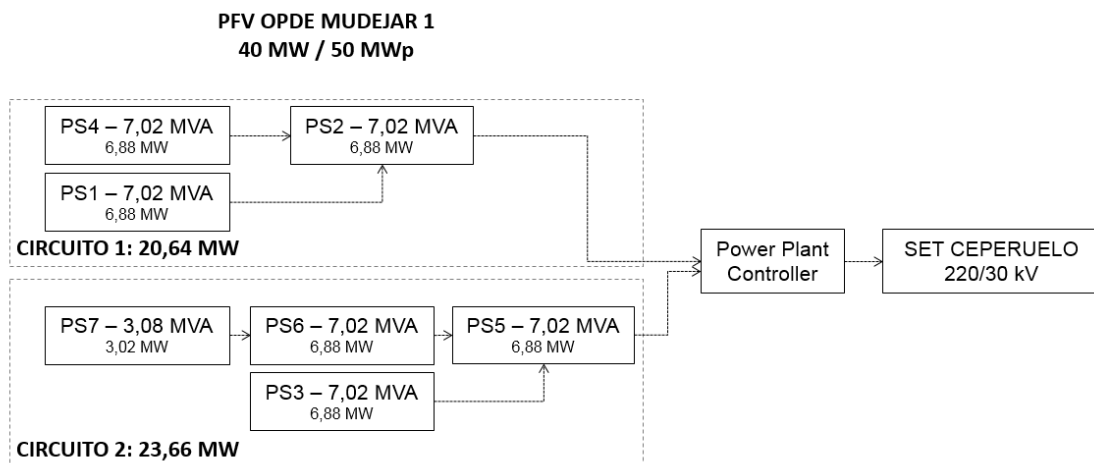 PFV OPDE MUDEJAR 1
40 MW / 50 MWp
PS4 – 7,02 MVA
6,88 MW
PS2 – 7,02 MVA
6,88 MW
PS1 – 7,02 MVA
6,88 MW
CIRCUITO 1: 20,64 MW
Power Plant
Controller
SET CEPERUELO
220/30 kV
PS7 – 3,08 MVA
3,02 MW
PS6 – 7,02 MVA
6,88 MW
PS5 – 7,02 MVA
6,88 MW
PS3 – 7,02 MVA
6,88 MW
CIRCUITO 2: 23,66 MW